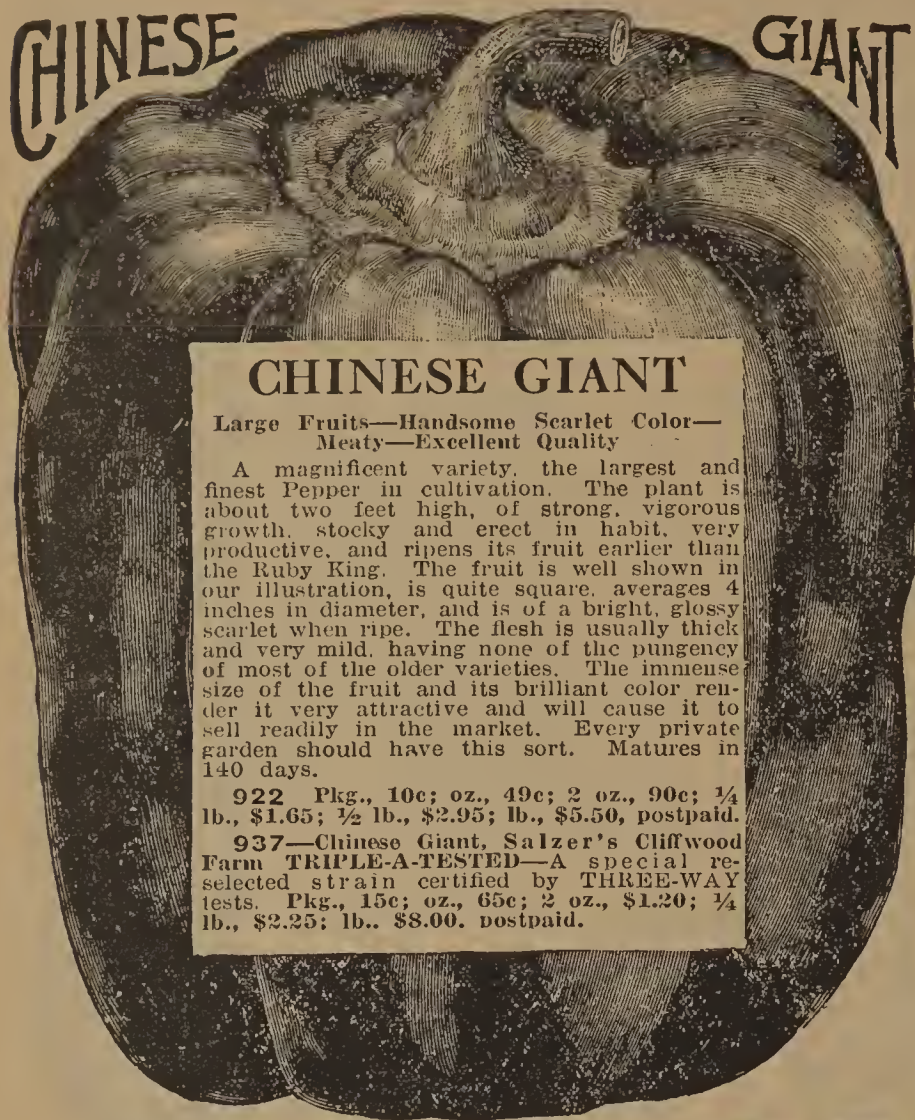 CHINESE GIANT
CHINESE GIANT
Large Fruits—Handsome Scarlet Color—
Meaty—Excellent Quality
A magnificent variety, the largest and
finest Pepper in cultivation. The plant is
about two feet high, of strong, vigorous
growth, stocky and erect in habit, very
productive, and ripens its fruit earlier than
the Ruby King. The fruit is well shown in
our illustration, is quite square, averages 4
inches in diameter, and is of a bright, glossy
scarlet when ripe. The flesh is usually thick
and very mild, having none of the pungency
of most of the older varieties. The immense
size of the fruit and its brilliant color ren-
der it very attractive and will cause it to
sell readily in the market. Every private
garden should have this sort. Matures in
140 days.
922 Pkg., 10c; oz., 49c; 2 oz., 90c; ¼
lb., $1.65; ½ lb., $2.95; lb., $5.50, postpaid.
937—Chinese Giant, Salzer's Cliffwood
Farm TRIPLE-A-TESTED—A special re-
selected strain certified by THREE-WAY
tests. Pkg., 15c; oz., 65c; 2 oz., $1.20; ¼
lb., $2.25; lb., $8.00. postpaid.